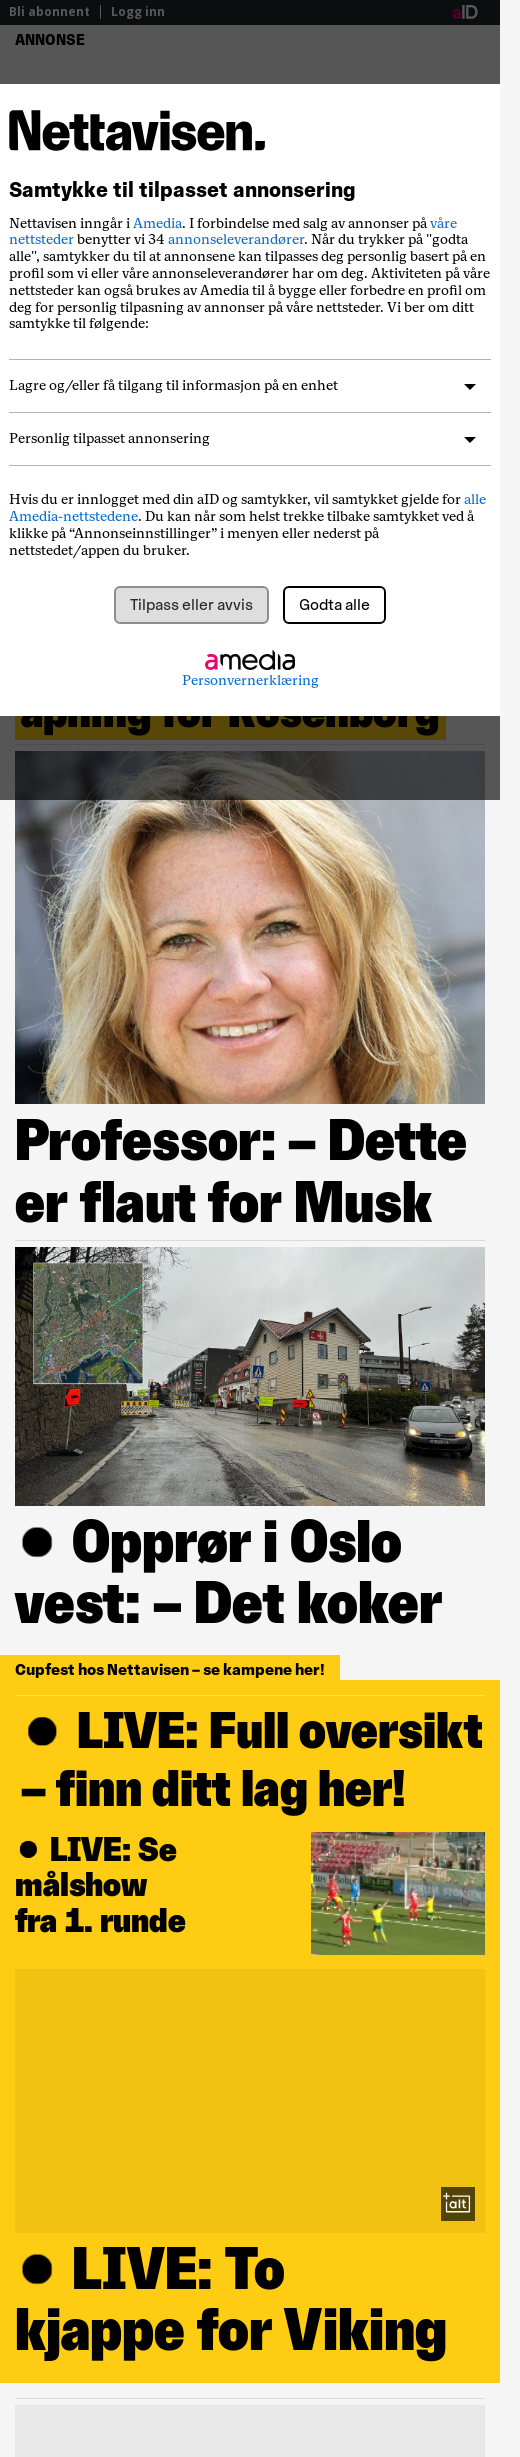 Bli abonnent | Logg inn
aID
ANNONSE
Nettavisen.
Samtykke til tilpasset annonsering
Nettavisen inngår i Amedia. I forbindelse med salg av annonser på våre
nettsteder benytter vi 34 annonseleverandører. Når du trykker på "godta
alle", samtykker du til at annonsene kan tilpasses deg personlig basert på en
profil som vi eller våre annonseleverandører har om deg. Aktiviteten på våre
nettsteder kan også brukes av Amedia til å bygge eller forbedre en profil om
deg for personlig tilpasning av annonser på våre nettsteder. Vi ber om ditt
samtykke til følgende:
Lagre og/eller få tilgang til informasjon på en enhet
Personlig tilpasset annonsering
Hvis du er innlogget med din aID og samtykker, vil samtykket gjelde for alle
Amedia-nettstedene. Du kan når som helst trekke tilbake samtykket ved å
klikke på “Annonseinnstillinger” i menyen eller nederst på
nettstedet/appen du bruker.
Tilpass eller avvis
Godta alle
amedia
Personvernerklæring
åpning for Rosenborg
Professor: – Dette
er flaut for Musk
● Opprør i Oslo
vest: – Det koker
Cupfest hos Nettavisen – se kampene her!
● LIVE: Full oversikt
– finn ditt lag her!
● LIVE: Se
målshow
fra 1. runde
+alt
● LIVE: To
kjappe for Viking